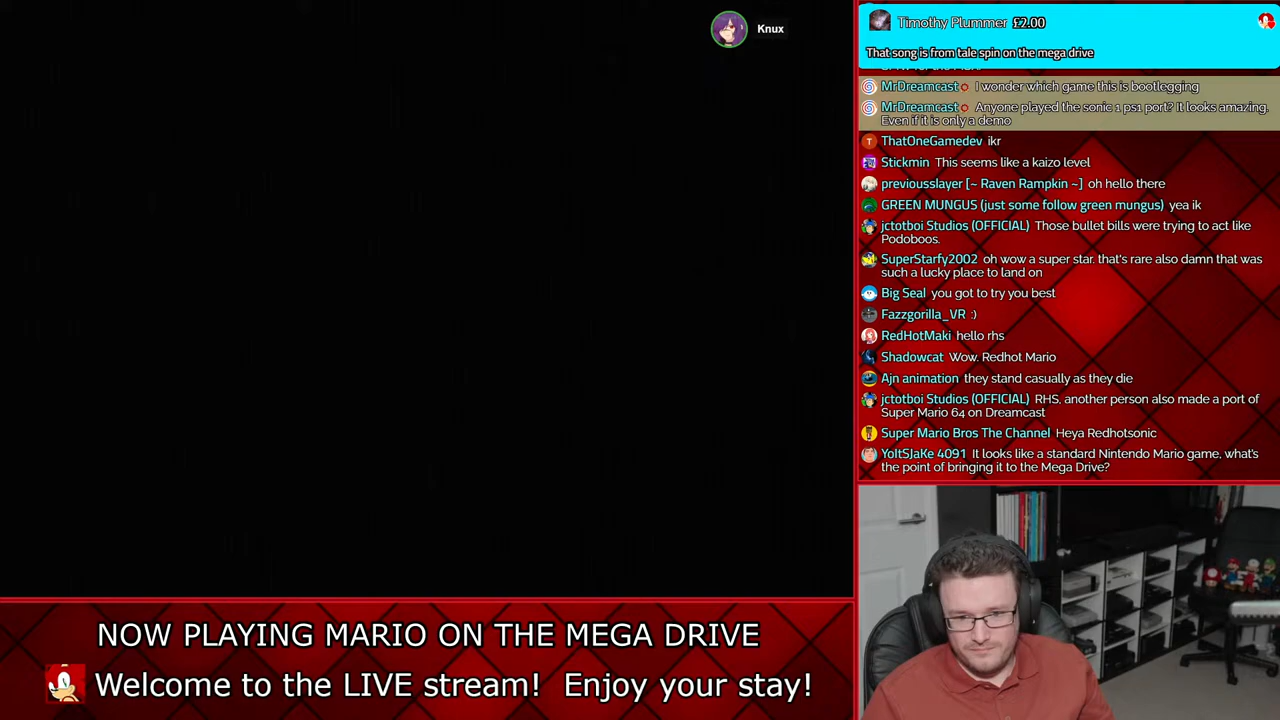 Knux
Timothy Plummer £2.00
That song is from tale spin on the mega drive
MrDreamcast I wonder which game this is bootlegging
MrDreamcast Anyone played the sonic 1 ps1 port? It looks amazing.
Even if it is only a demo
ThatOneGamedev ikr
Stickmin This seems like a kaizo level
previousslayer [~ Raven Rampkin ~] oh hello there
GREEN MUNGUS (just some follow green mungus) yea ik
jctotboi Studios (OFFICIAL) Those bullet bills were trying to act like
Podoboos.
SuperStarfy2002 oh wow a super star. that's rare also damn that was
such a lucky place to land on
Big Seal you got to try you best
Fazzgorilla_VR :)
RedHotMaki hello rhs
Shadowcat Wow. Redhot Mario
Ajn animation they stand casually as they die
jctotboi Studios (OFFICIAL) RHS, another person also made a port of
Super Mario 64 on Dreamcast
Super Mario Bros The Channel Heya Redhotsonic
YoItSJaKe 4091 It looks like a standard Nintendo Mario game, what's
the point of bringing it to the Mega Drive?
NOW PLAYING MARIO ON THE MEGA DRIVE
Welcome to the LIVE stream! Enjoy your stay!